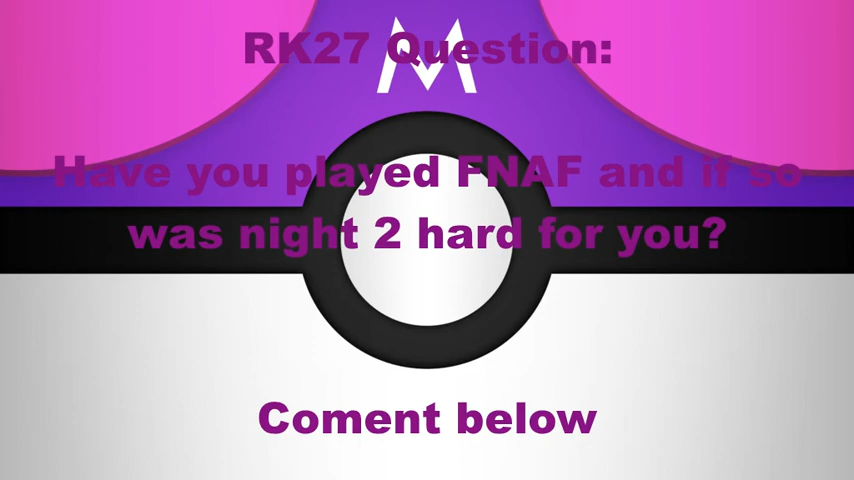 M
RK27 Question:
Have you played FNAF and if so
was night 2 hard for you?
Coment below